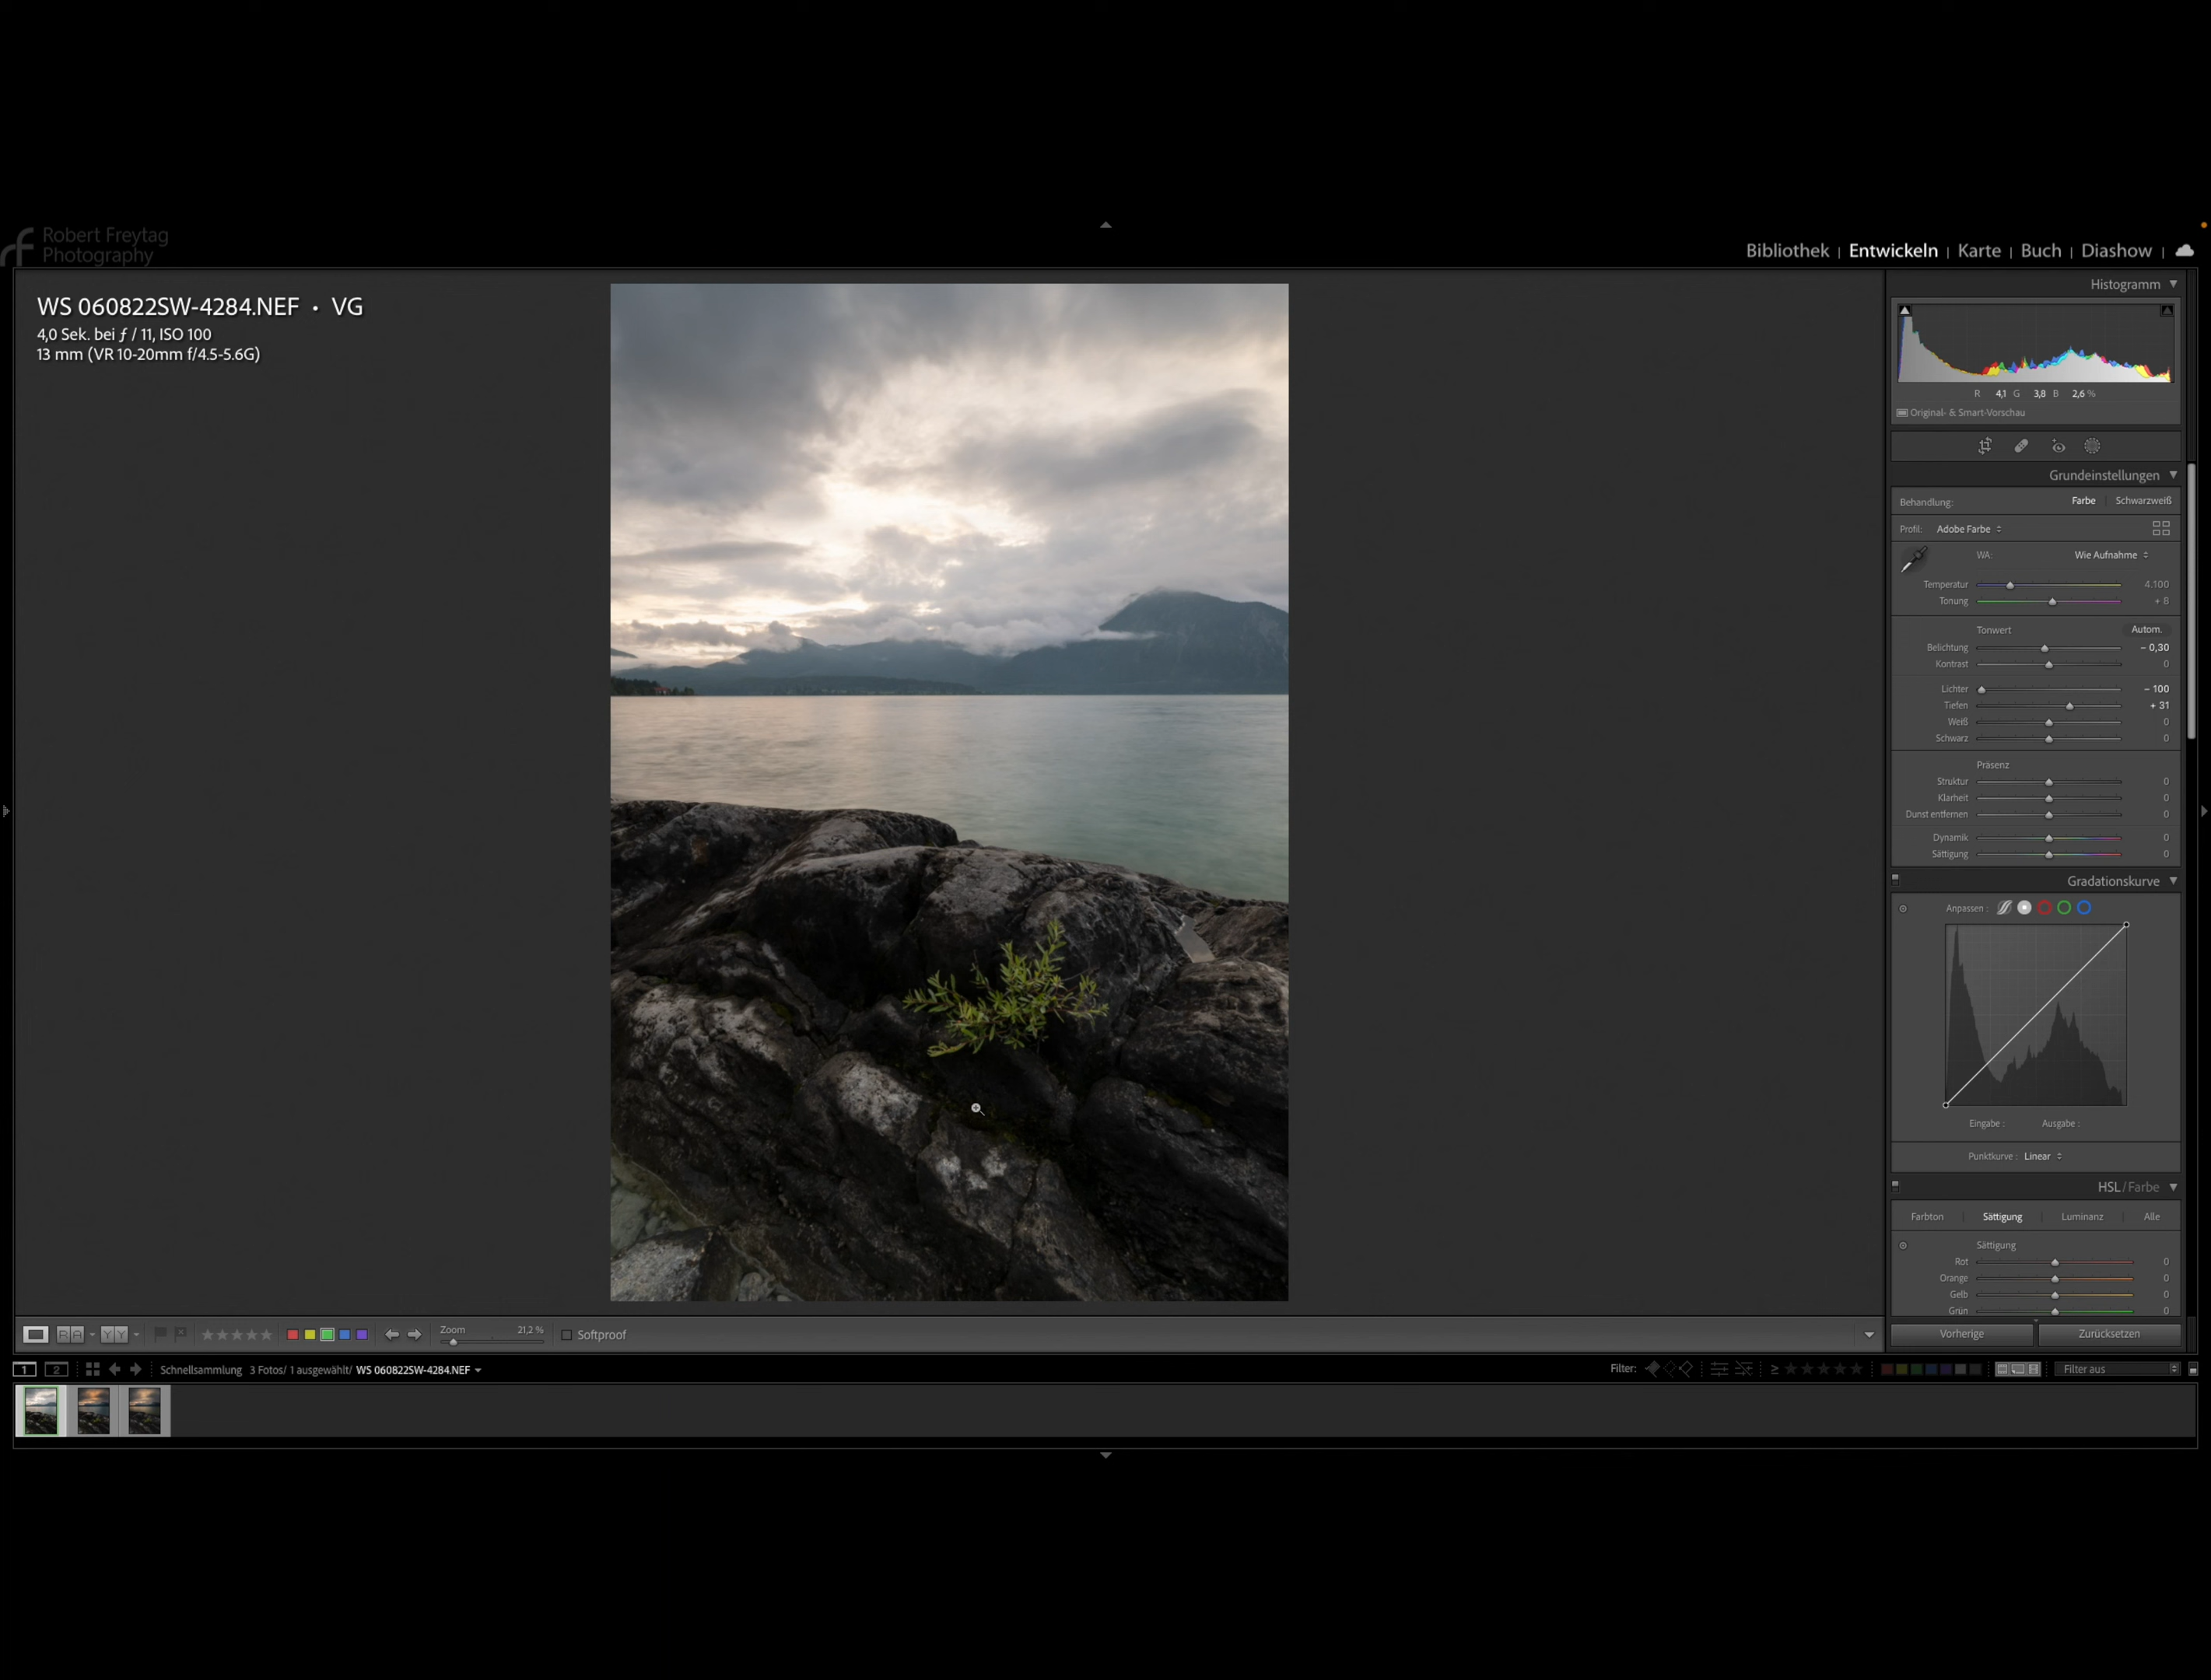 Robert Freytag
Photography
Bibliothek | Entwickeln | Karte | Buch | Diashow |
WS 060822SW-4284.NEF • VG
4,0 Sek. bei ƒ / 11, ISO 100
13 mm (VR 10-20mm f/4.5-5.6G)
Histogramm
R 4,1 G 3,8 B 2,6 %
Original- & Smart-Vorschau
Grundeinstellungen
Behandlung: Farbe | Schwarzweiß
Profil: Adobe Farbe
WA: Wie Aufnahme
Temperatur 4.100
Tonung + 8
Tonwert Autom.
Belichtung − 0,30
Kontrast 0
Lichter − 100
Tiefen + 31
Weiß 0
Schwarz 0
Präsenz
Struktur 0
Klarheit 0
Dunst entfernen 0
Dynamik 0
Sättigung 0
Gradationskurve
Anpassen :
Eingabe : Ausgabe :
Punktkurve : Linear
HSL / Farbe
Farbton | Sättigung | Luminanz | Alle
Sättigung
Rot 0
Orange 0
Gelb 0
Grün 0
Vorherige Zurücksetzen
R A Y Y Zoom 21,2 % Softproof
1 2 Schnellsammlung 3 Fotos/ 1 ausgewählt/ WS 060822SW-4284.NEF Filter: ≥ Filter aus